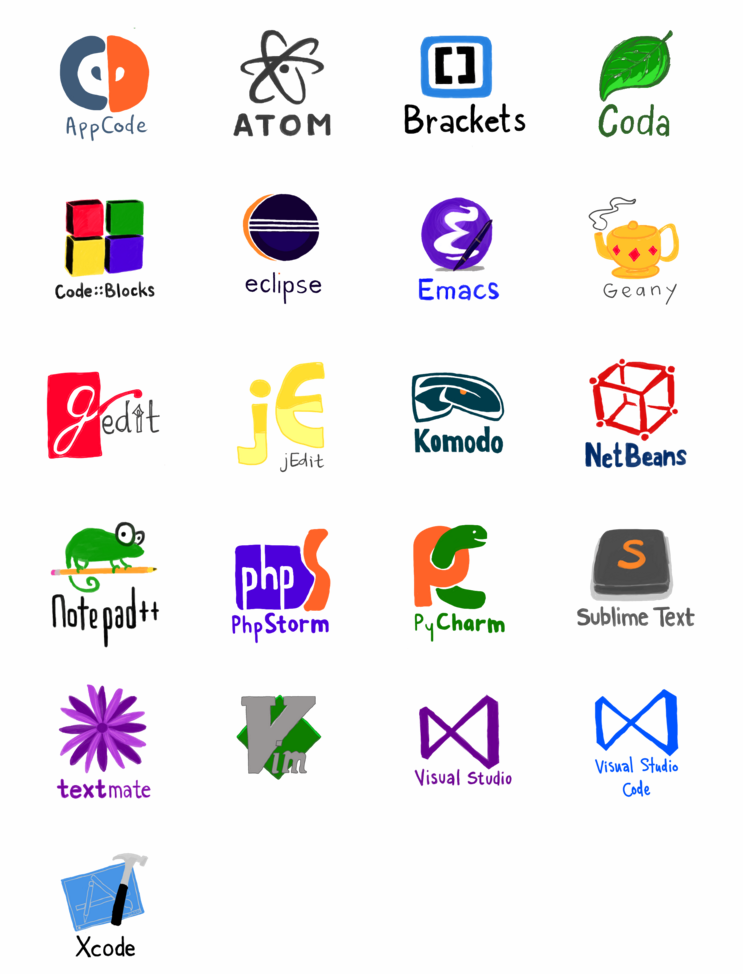 AppCode
ATOM
Brackets
Coda
Code::Blocks
eclipse
Emacs
Geany
gedit
jE
jEdit
Komodo
NetBeans
Notepad++
php S
PhpStorm
PyCharm
S
Sublime Text
textmate
Vim
Visual Studio
Visual Studio
Code
Xcode